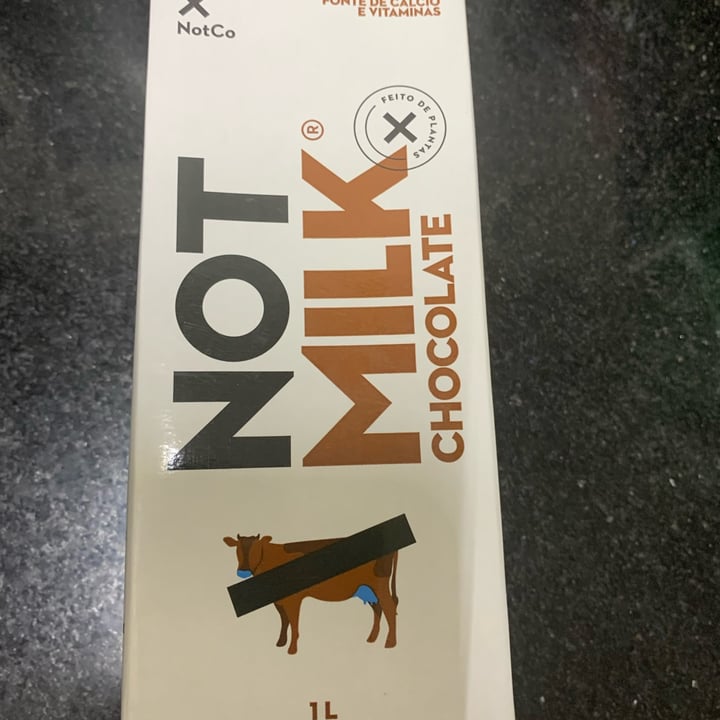 NotCo
FONTE DE CÁLCIO
E VITAMINAS
FEITO DE PLANTAS
NOT
MILK®
CHOCOLATE
1L